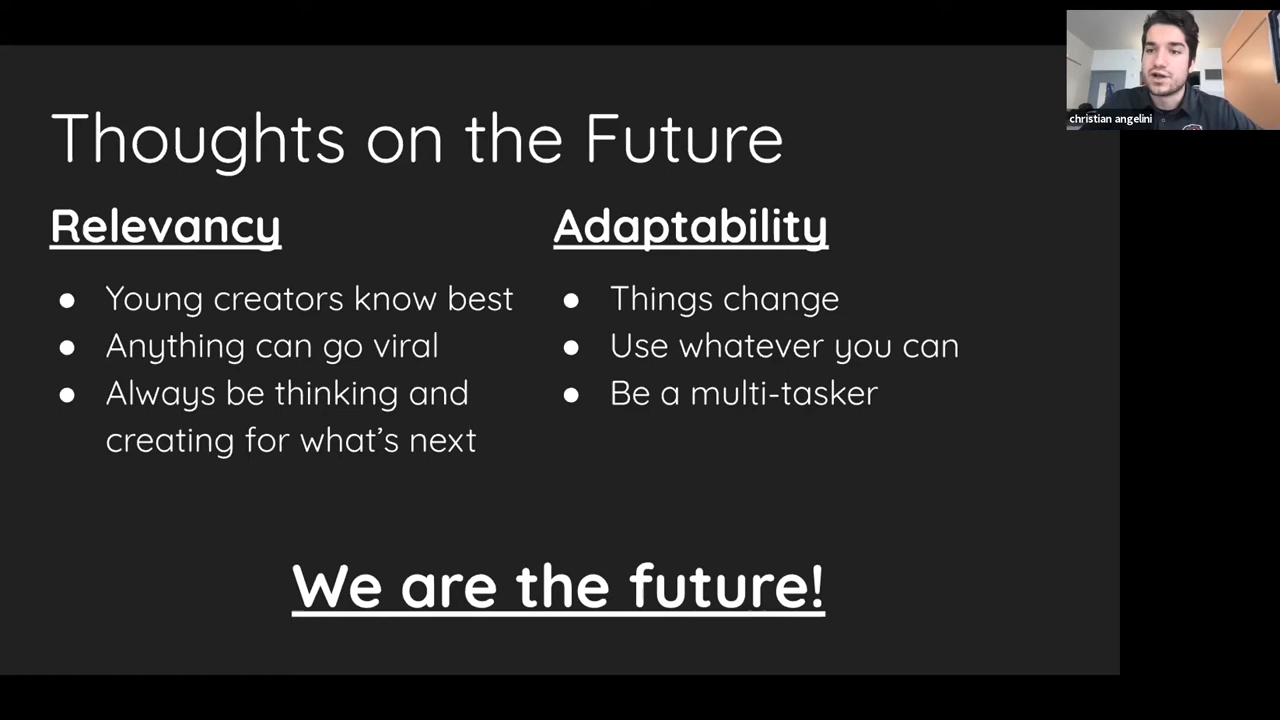 Thoughts on the Future
Relevancy
● Young creators know best
● Anything can go viral
● Always be thinking and
creating for what's next
Adaptability
● Things change
● Use whatever you can
● Be a multi-tasker
We are the future!
christian angelini